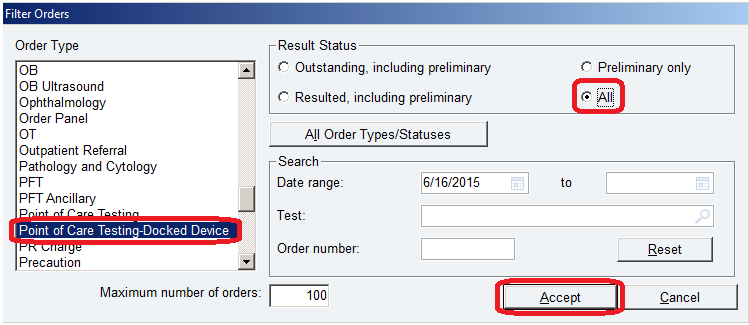 Filter Orders
Order Type
OB
OB Ultrasound
Ophthalmology
Order Panel
OT
Outpatient Referral
Pathology and Cytology
PFT
PFT Ancillary
Point of Care Testing
Point of Care Testing-Docked Device
PR Charge
Precaution
Maximum number of orders: 100
Result Status
Outstanding, including preliminary Preliminary only
Resulted, including preliminary All
All Order Types/Statuses
Search
Date range: 6/16/2015 to
Test:
Order number: Reset
Accept Cancel